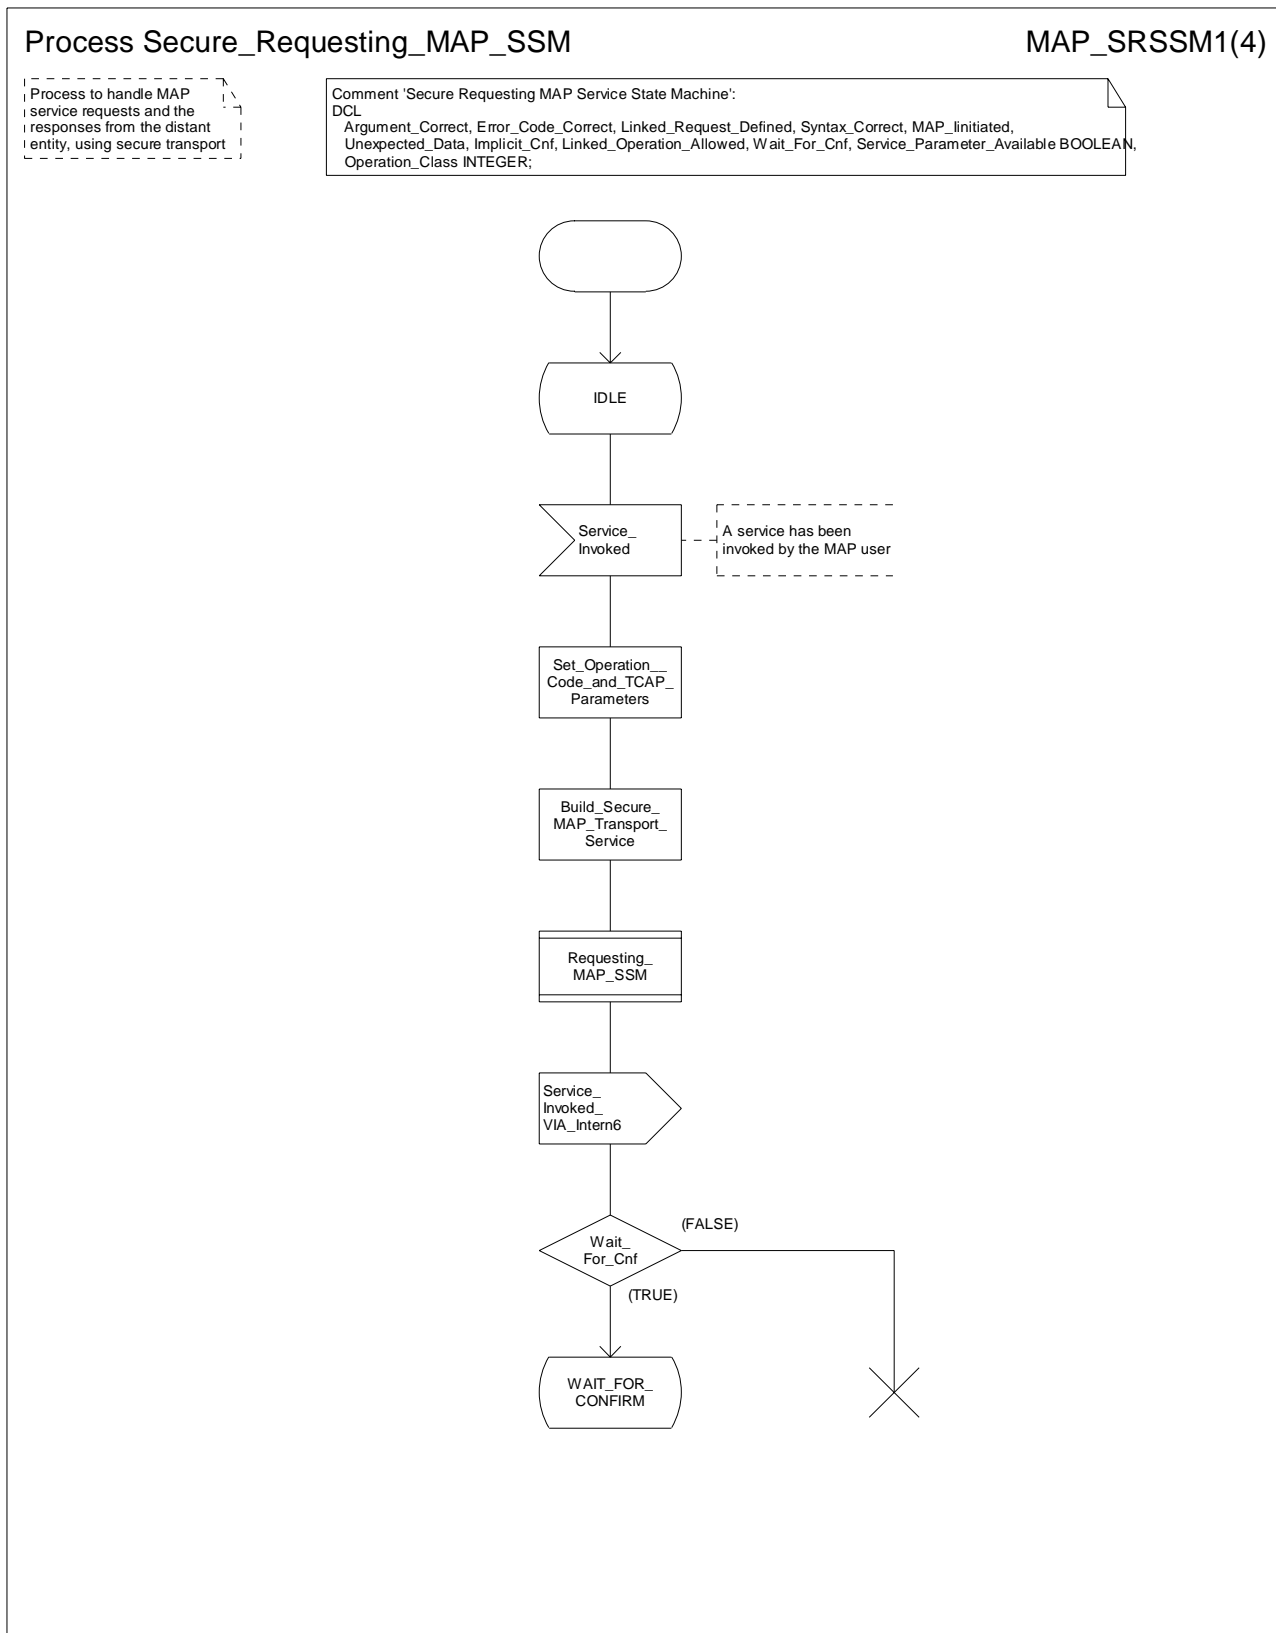 Process Secure_Requesting_MAP_SSM
MAP_SRSSM1(4)
Process to handle MAP
service requests and the
responses from the distant
entity, using secure transport
Comment 'Secure Requesting MAP Service State Machine':
DCL
Argument_Correct, Error_Code_Correct, Linked_Request_Defined, Syntax_Correct, MAP_Iinitiated,
Unexpected_Data, Implicit_Cnf, Linked_Operation_Allowed, Wait_For_Cnf, Service_Parameter_Available BOOLEAN,
Operation_Class INTEGER;
IDLE
Service_
Invoked
A service has been
invoked by the MAP user
Set_Operation__
Code_and_TCAP_
Parameters
Build_Secure_
MAP_Transport_
Service
Requesting_
MAP_SSM
Service_
Invoked_
VIA_Intern6
Wait_
For_Cnf
(FALSE)
(TRUE)
WAIT_FOR_
CONFIRM